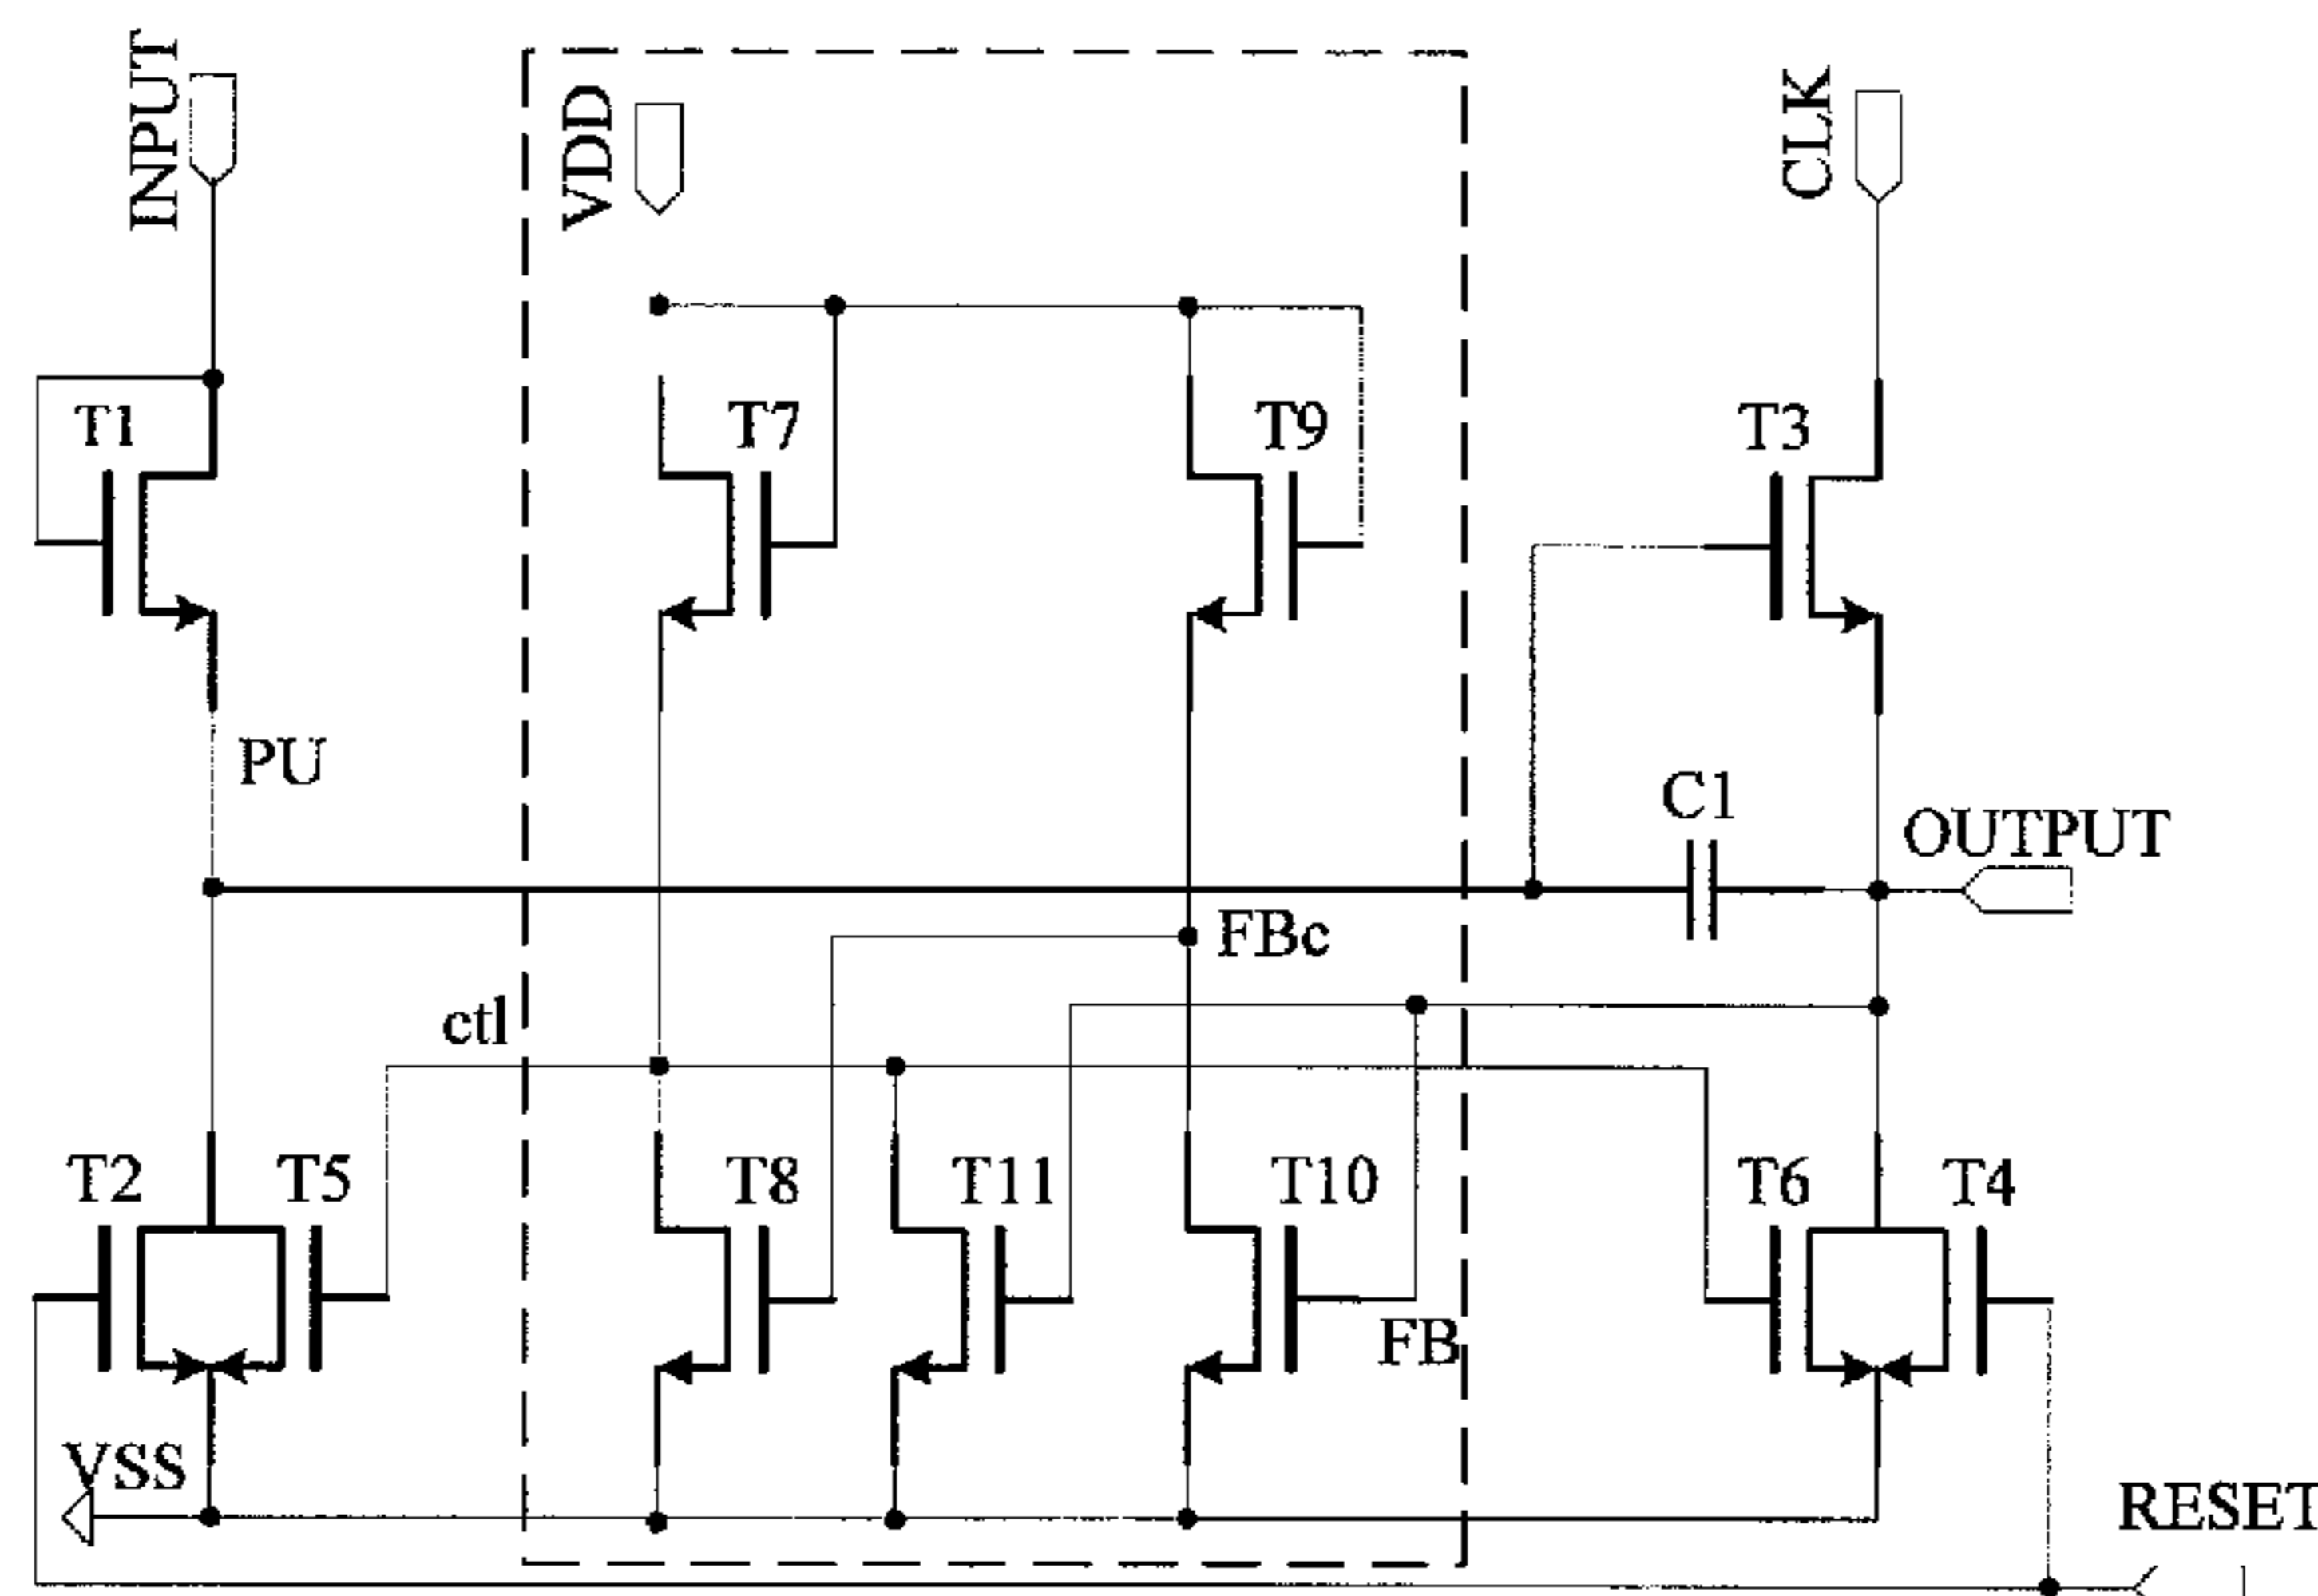 INPUT
VDD
CLK
T1
T7
T9
T3
PU
C1
OUTPUT
FBc
ctl
T2
T5
T8
T11
T10
T6
T4
FB
VSS
RESET